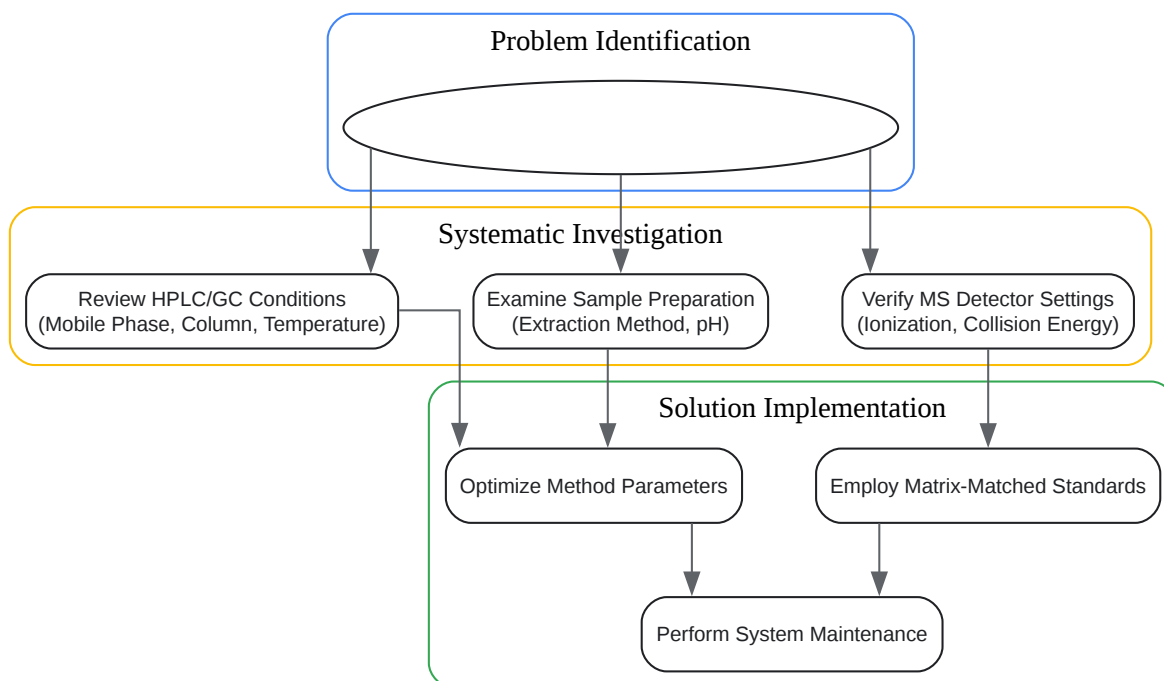 Problem Identification
Systematic Investigation
Review HPLC/GC Conditions
(Mobile Phase, Column, Temperature)
Examine Sample Preparation
(Extraction Method, pH)
Verify MS Detector Settings
(Ionization, Collision Energy)
Solution Implementation
Optimize Method Parameters
Employ Matrix-Matched Standards
Perform System Maintenance